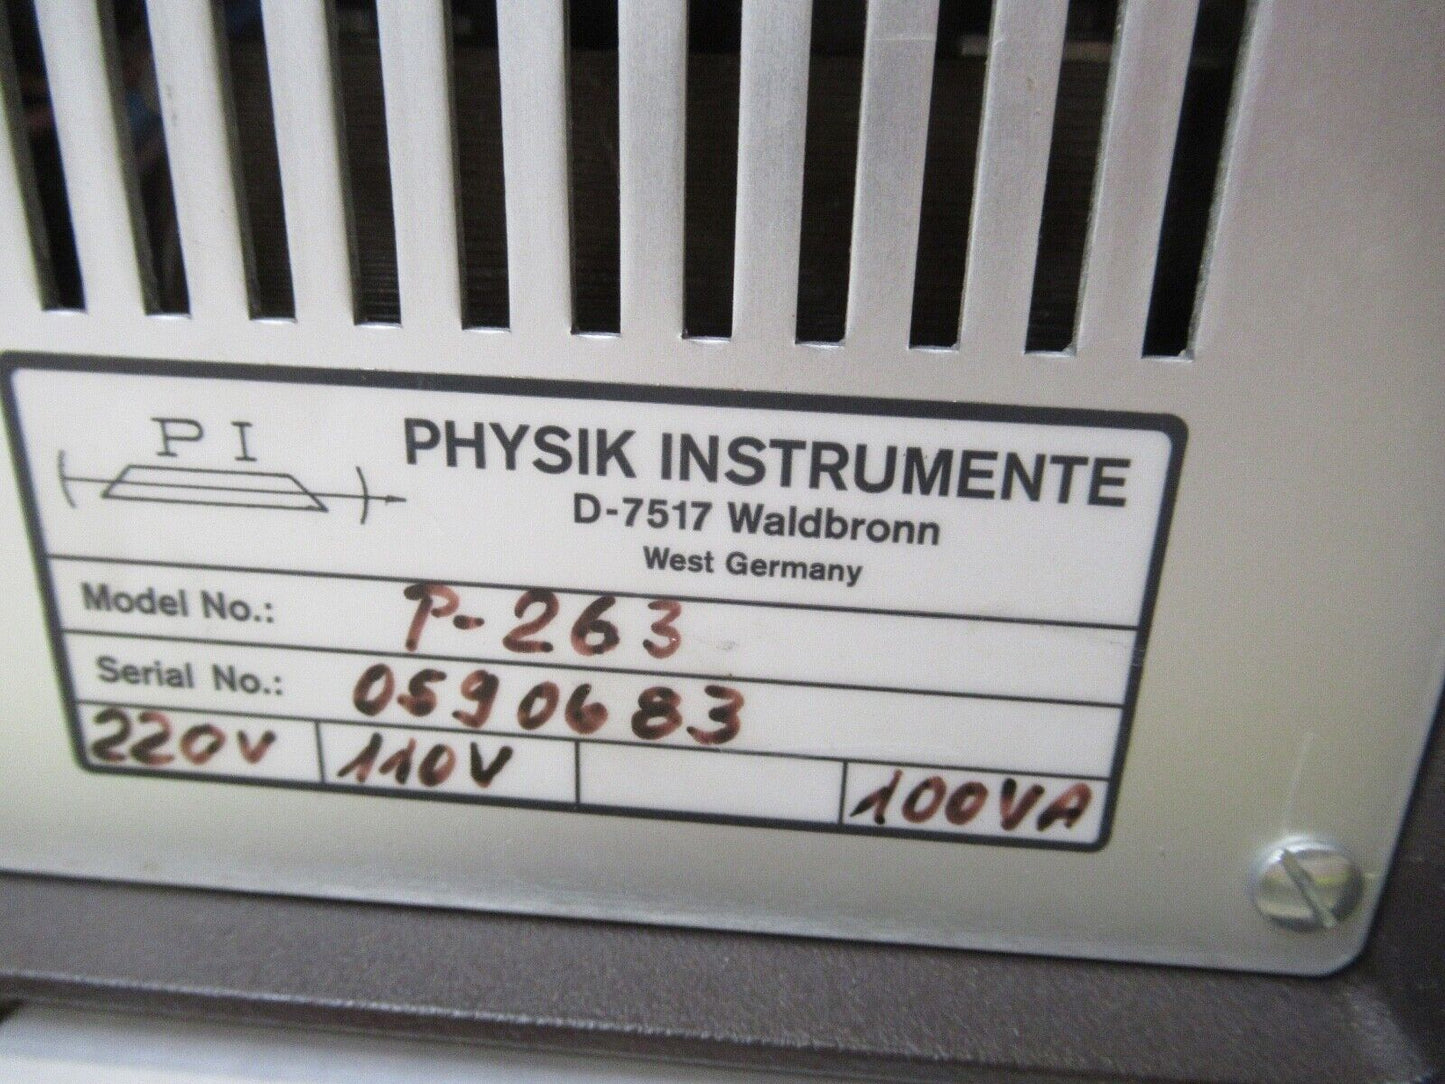 PI
PHYSIK INSTRUMENTE
D-7517 Waldbronn
West Germany
Model No.: P-263
Serial No.: 0590683
220V 110V 100VA